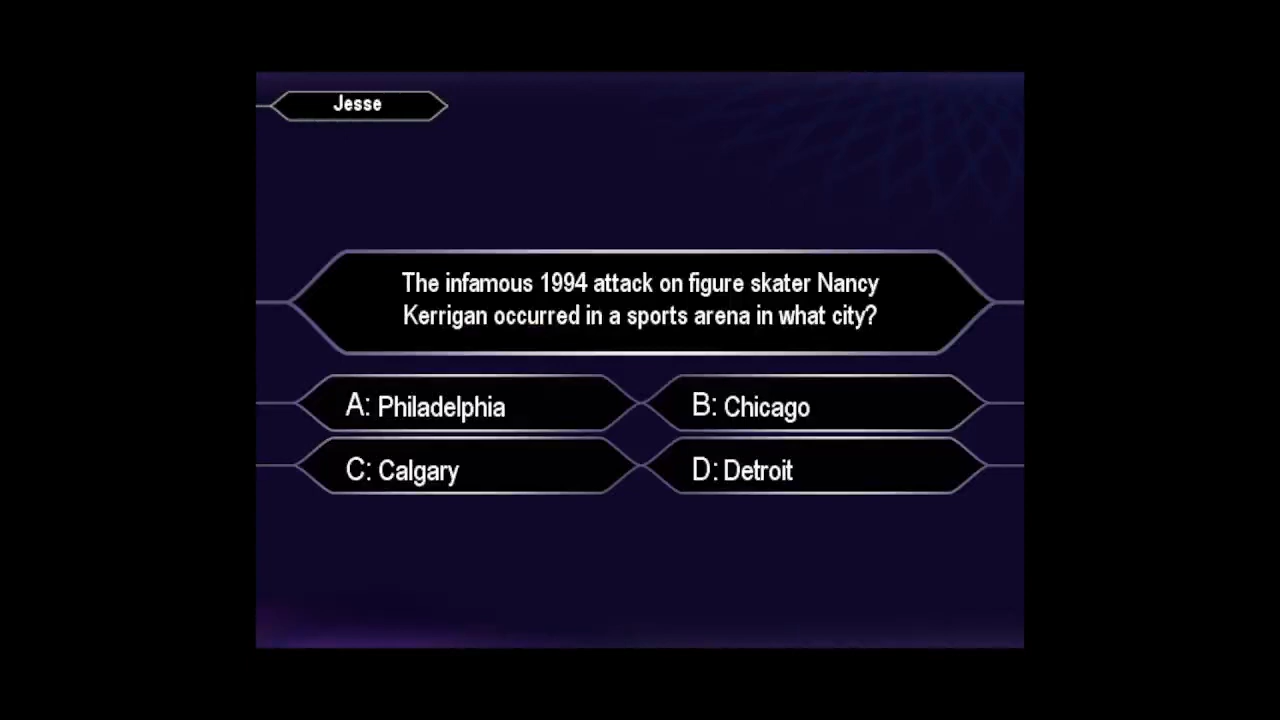 Jesse
The infamous 1994 attack on figure skater Nancy
Kerrigan occurred in a sports arena in what city?
A: Philadelphia
B: Chicago
C: Calgary
D: Detroit